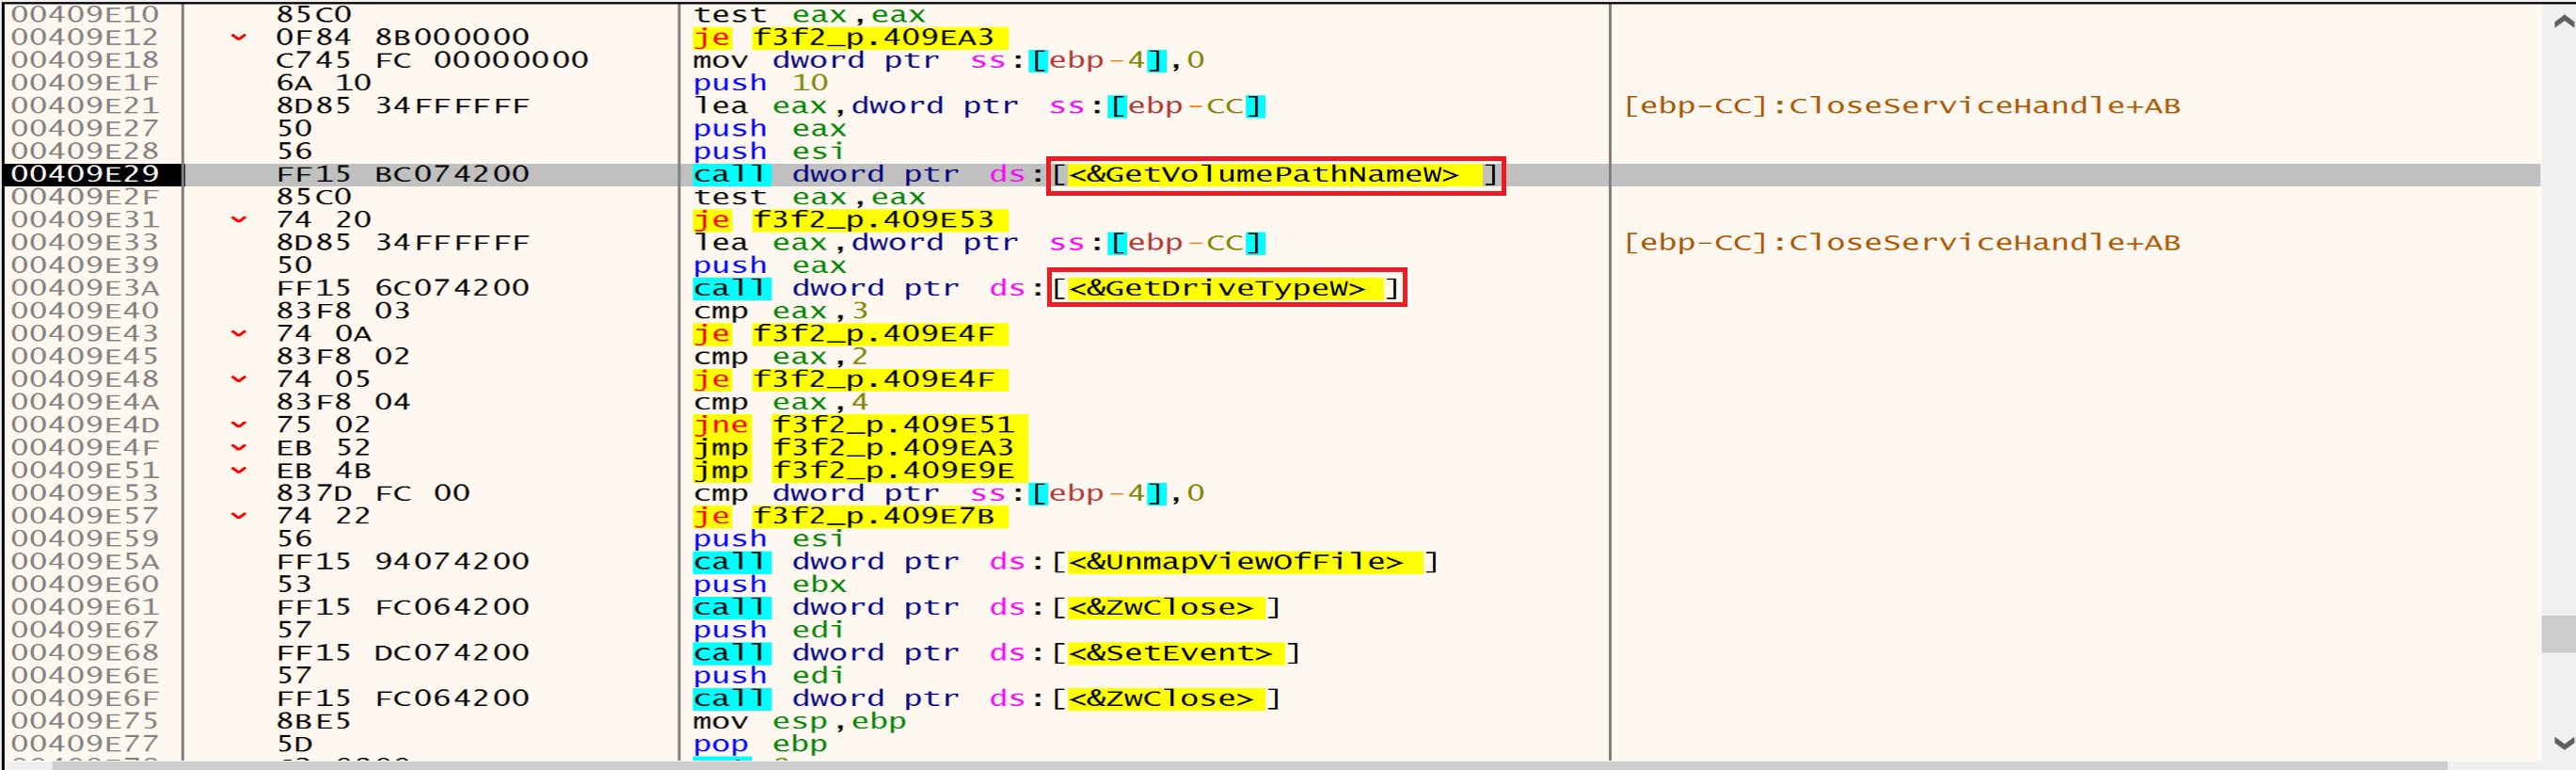 00409E10 85C0 test eax,eax
00409E12 0F84 8B000000 je f3f2_p.409EA3
00409E18 C745 FC 00000000 mov dword ptr ss:[ebp-4],0
00409E1F 6A 10 push 10
00409E21 8D85 34FFFFFF lea eax,dword ptr ss:[ebp-CC] [ebp-CC]:CloseServiceHandle+AB
00409E27 50 push eax
00409E28 56 push esi
00409E29 FF15 BC074200 call dword ptr ds:[<&GetVolumePathNameW>]
00409E2F 85C0 test eax,eax
00409E31 74 20 je f3f2_p.409E53
00409E33 8D85 34FFFFFF lea eax,dword ptr ss:[ebp-CC] [ebp-CC]:CloseServiceHandle+AB
00409E39 50 push eax
00409E3A FF15 6C074200 call dword ptr ds:[<&GetDriveTypeW>]
00409E40 83F8 03 cmp eax,3
00409E43 74 0A je f3f2_p.409E4F
00409E45 83F8 02 cmp eax,2
00409E48 74 05 je f3f2_p.409E4F
00409E4A 83F8 04 cmp eax,4
00409E4D 75 02 jne f3f2_p.409E51
00409E4F EB 52 jmp f3f2_p.409EA3
00409E51 EB 4B jmp f3f2_p.409E9E
00409E53 837D FC 00 cmp dword ptr ss:[ebp-4],0
00409E57 74 22 je f3f2_p.409E7B
00409E59 56 push esi
00409E5A FF15 94074200 call dword ptr ds:[<&UnmapViewOfFile>]
00409E60 53 push ebx
00409E61 FF15 FC064200 call dword ptr ds:[<&ZwClose>]
00409E67 57 push edi
00409E68 FF15 DC074200 call dword ptr ds:[<&SetEvent>]
00409E6E 57 push edi
00409E6F FF15 FC064200 call dword ptr ds:[<&ZwClose>]
00409E75 8BE5 mov esp,ebp
00409E77 5D pop ebp